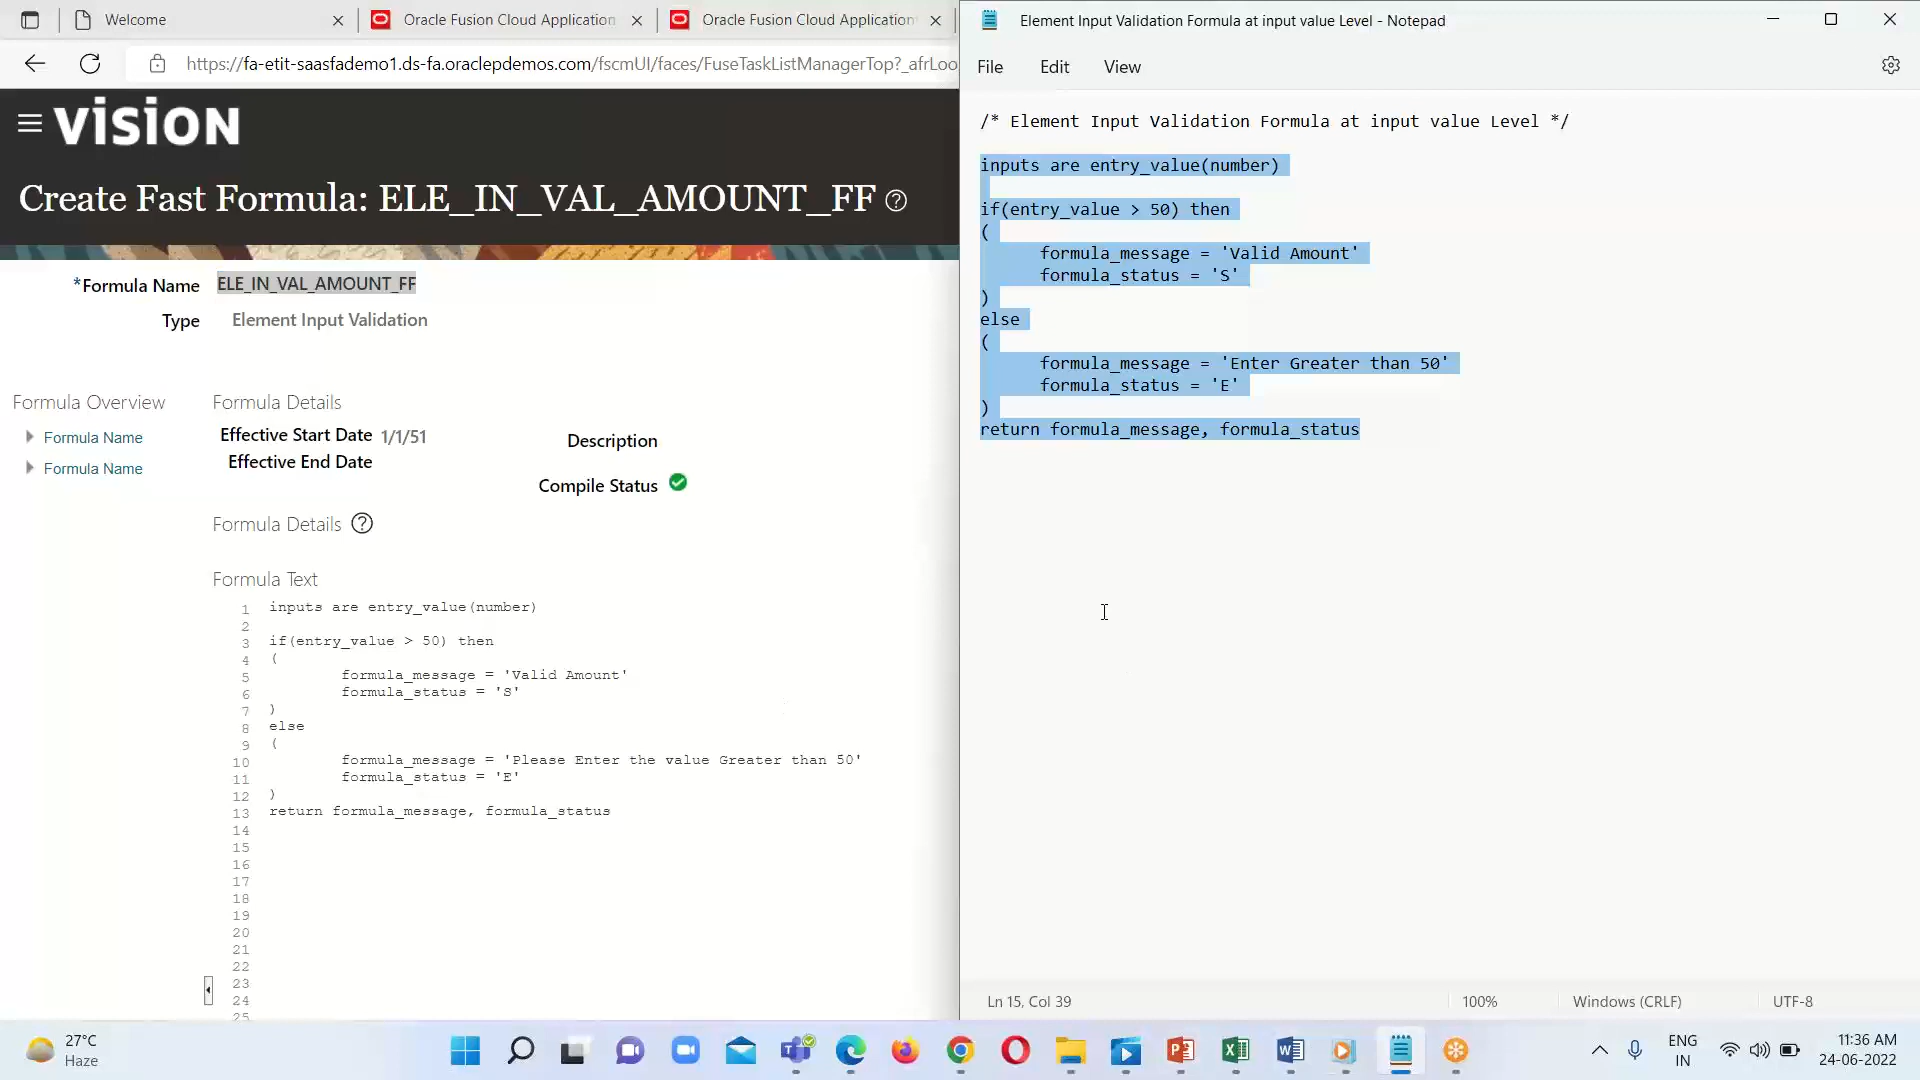 Welcome
Oracle Fusion Cloud Application
Oracle Fusion Cloud Application
https://fa-etit-saasfademo1.ds-fa.oraclepdemos.com/fscmUI/faces/FuseTaskListManagerTop?_afrLoo
VISION
Create Fast Formula: ELE_IN_VAL_AMOUNT_FF
*Formula Name ELE_IN_VAL_AMOUNT_FF
Type Element Input Validation
Formula Overview
Formula Name
Formula Name
Formula Details
Effective Start Date 1/1/51
Effective End Date
Description
Compile Status
Formula Details
Formula Text
1 inputs are entry_value(number)
2
3 if(entry_value > 50) then
4 (
5 formula_message = 'Valid Amount'
6 formula_status = 'S'
7 )
8 else
9 (
10 formula_message = 'Please Enter the value Greater than 50'
11 formula_status = 'E'
12 )
13 return formula_message, formula_status
14
15
16
17
18
19
20
21
22
23
24
25
Element Input Validation Formula at input value Level - Notepad
File Edit View
/* Element Input Validation Formula at input value Level */
inputs are entry_value(number)
if(entry_value > 50) then
(
formula_message = 'Valid Amount'
formula_status = 'S'
)
else
(
formula_message = 'Enter Greater than 50'
formula_status = 'E'
)
return formula_message, formula_status
Ln 15, Col 39
100%
Windows (CRLF)
UTF-8
27°C
Haze
ENG
IN
11:36 AM
24-06-2022